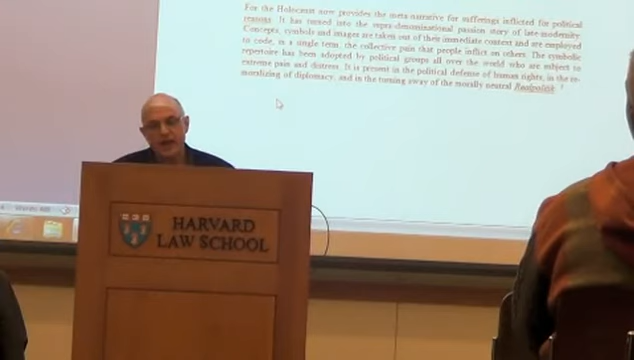 For the Holocaust now provides the meta-narrative for sufferings inflicted for political
reasons. It has turned into the supra-denominational passion story of late-modernity.
Concepts, symbols and images are taken out of their immediate context and are employed
to code, in a single term, the collective pain that people inflict on others. The symbolic
repertoire has been adopted by political groups all over the world who are subject to
extreme pain and distress. It is present in the political defense of human rights, in the re-
moralizing of diplomacy, and in the turning away of the morally neutral Realpolitik.
HARVARD
LAW SCHOOL